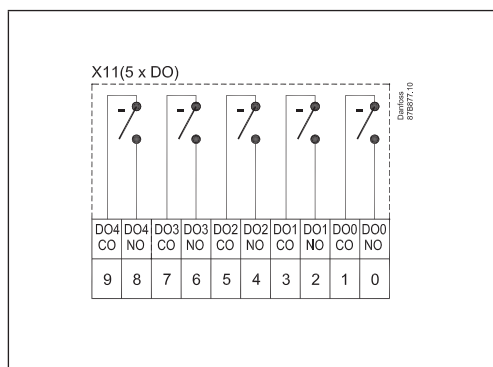 X11(5 x DO)
Danfoss
87B877.10
DO4 DO4 DO3 DO3 DO2 DO2 DO1 DO1 DO0 DO0
CO NO CO NO CO NO CO NO CO NO
9 8 7 6 5 4 3 2 1 0